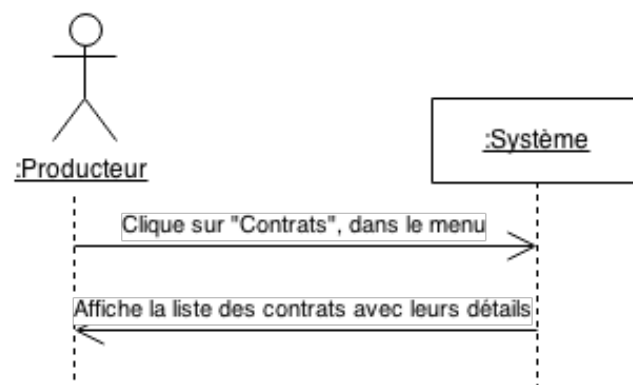 :Système
:Producteur
Clique sur "Contrats", dans le menu
Affiche la liste des contrats avec leurs détails